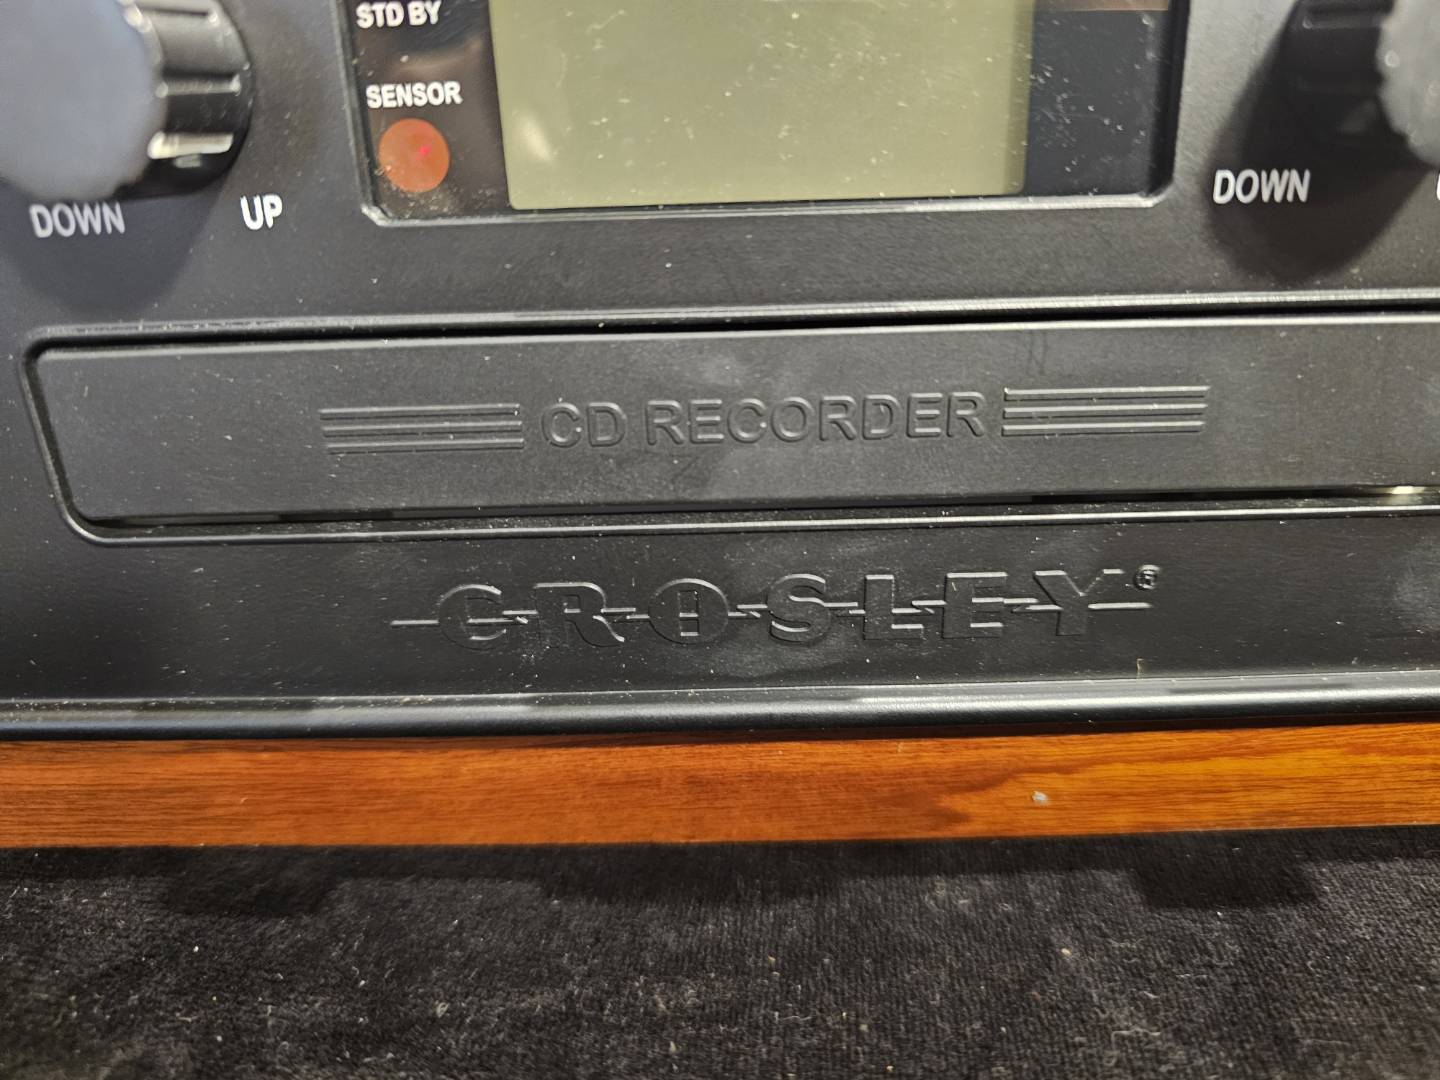 STD BY
SENSOR
DOWN
UP
DOWN
CD RECORDER
CROSLEY®